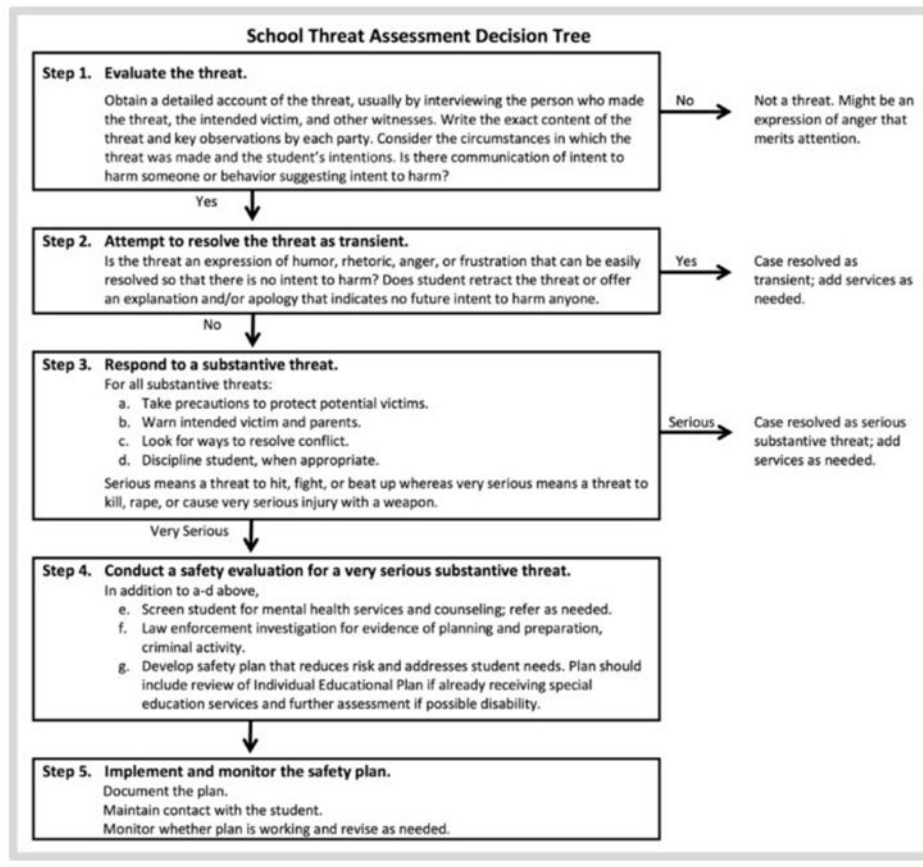 School Threat Assessment Decision Tree
Step 1. Evaluate the threat.
Obtain a detailed account of the threat, usually by interviewing the person who made
the threat, the intended victim, and other witnesses. Write the exact content of the
threat and key observations by each party. Consider the circumstances in which the
threat was made and the student's intentions. Is there communication of intent to
harm someone or behavior suggesting intent to harm?
No
Not a threat. Might be an
expression of anger that
merits attention.
Yes
Step 2. Attempt to resolve the threat as transient.
Is the threat an expression of humor, rhetoric, anger, or frustration that can be easily
resolved so that there is no intent to harm? Does student retract the threat or offer
an explanation and/or apology that indicates no future intent to harm anyone.
Yes
Case resolved as
transient; add services as
needed.
No
Step 3. Respond to a substantive threat.
For all substantive threats:
a. Take precautions to protect potential victims.
b. Warn intended victim and parents.
c. Look for ways to resolve conflict.
d. Discipline student, when appropriate.
Serious means a threat to hit, fight, or beat up whereas very serious means a threat to
kill, rape, or cause very serious injury with a weapon.
Serious
Case resolved as serious
substantive threat; add
services as needed.
Very Serious
Step 4. Conduct a safety evaluation for a very serious substantive threat.
In addition to a-d above,
e. Screen student for mental health services and counseling; refer as needed.
f. Law enforcement investigation for evidence of planning and preparation,
criminal activity.
g. Develop safety plan that reduces risk and addresses student needs. Plan should
include review of Individual Educational Plan if already receiving special
education services and further assessment if possible disability.
Step 5. Implement and monitor the safety plan.
Document the plan.
Maintain contact with the student.
Monitor whether plan is working and revise as needed.